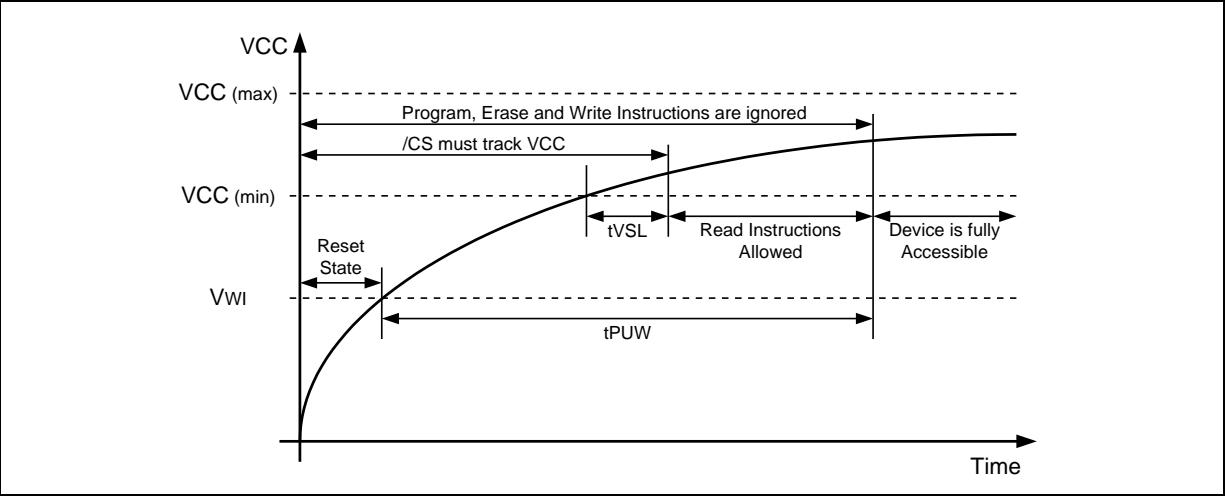 VCC
VCC (max)
Program, Erase and Write Instructions are ignored
/CS must track VCC
VCC (min)
tVSL
Read Instructions
Allowed
Device is fully
Accessible
Reset
State
VWI
tPUW
Time